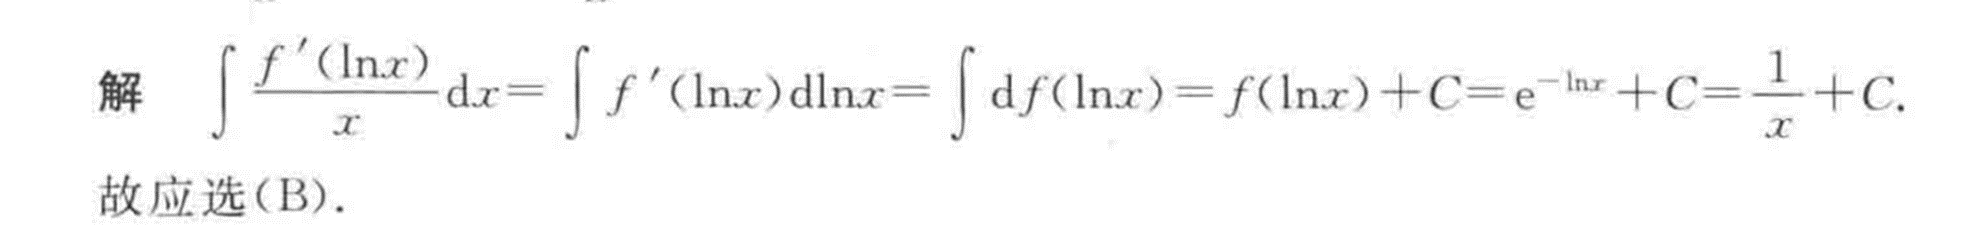 解 ∫ f′(lnx)/x dx = ∫ f′(lnx)dlnx = ∫ df(lnx) = f(lnx) + C = e^{-lnx} + C = 1/x + C.
故应选(B).